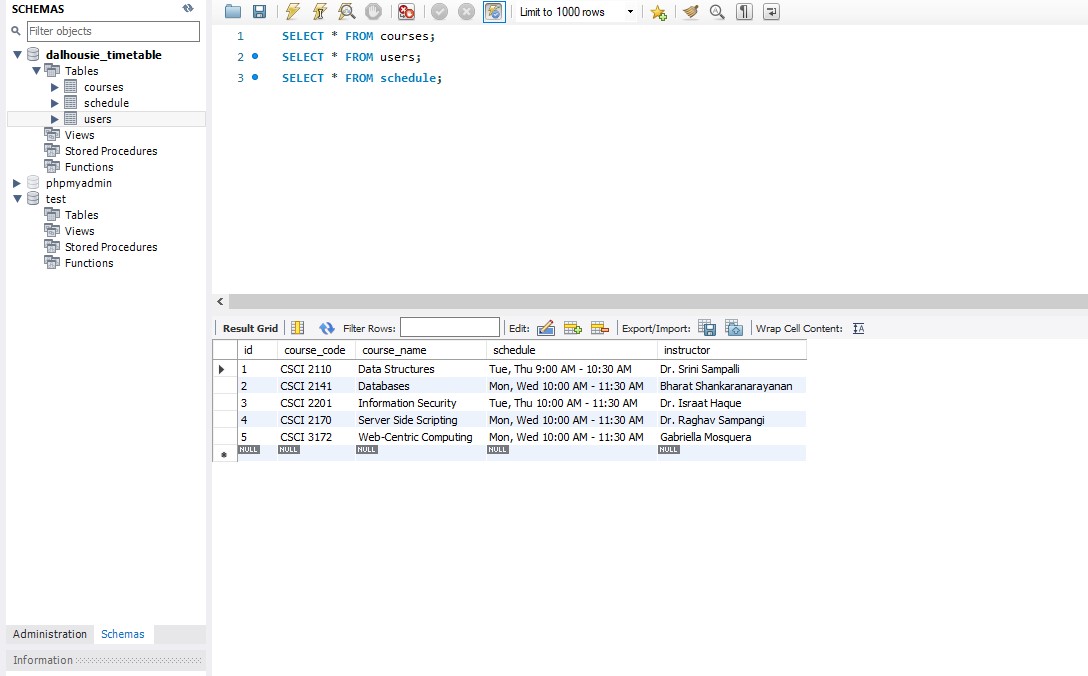 SCHEMAS
Filter objects
dalhousie_timetable
Tables
courses
schedule
users
Views
Stored Procedures
Functions
phpmyadmin
test
Tables
Views
Stored Procedures
Functions
Administration Schemas
Information
Limit to 1000 rows
1 SELECT * FROM courses;
2 SELECT * FROM users;
3 SELECT * FROM schedule;
Result Grid Filter Rows: Edit: Export/Import: Wrap Cell Content: IA
id course_code course_name schedule instructor
1 CSCI 2110 Data Structures Tue, Thu 9:00 AM - 10:30 AM Dr. Srini Sampalli
2 CSCI 2141 Databases Mon, Wed 10:00 AM - 11:30 AM Bharat Shankaranarayanan
3 CSCI 2201 Information Security Tue, Thu 10:00 AM - 11:30 AM Dr. Israat Haque
4 CSCI 2170 Server Side Scripting Mon, Wed 10:00 AM - 11:30 AM Dr. Raghav Sampangi
5 CSCI 3172 Web-Centric Computing Mon, Wed 10:00 AM - 11:30 AM Gabriella Mosquera
NULL NULL NULL NULL NULL